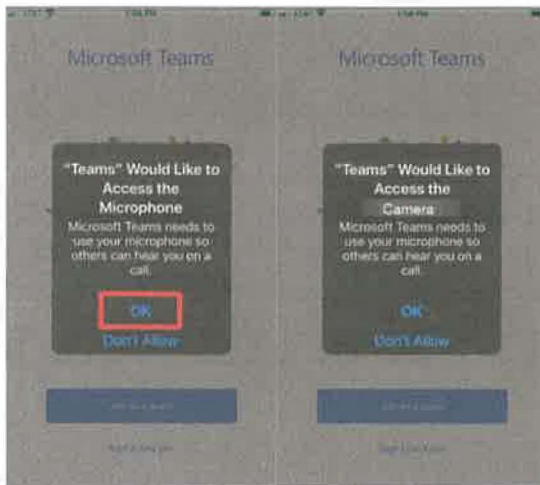 Microsoft Teams
"Teams" Would Like to
Access the
Microphone
Microsoft Teams needs to
use your microphone so
others can hear you on a
call.
OK
Don't Allow
Microsoft Teams
"Teams" Would Like to
Access the
Camera
Microsoft Teams needs to
use your microphone so
others can hear you on a
call.
OK
Don't Allow